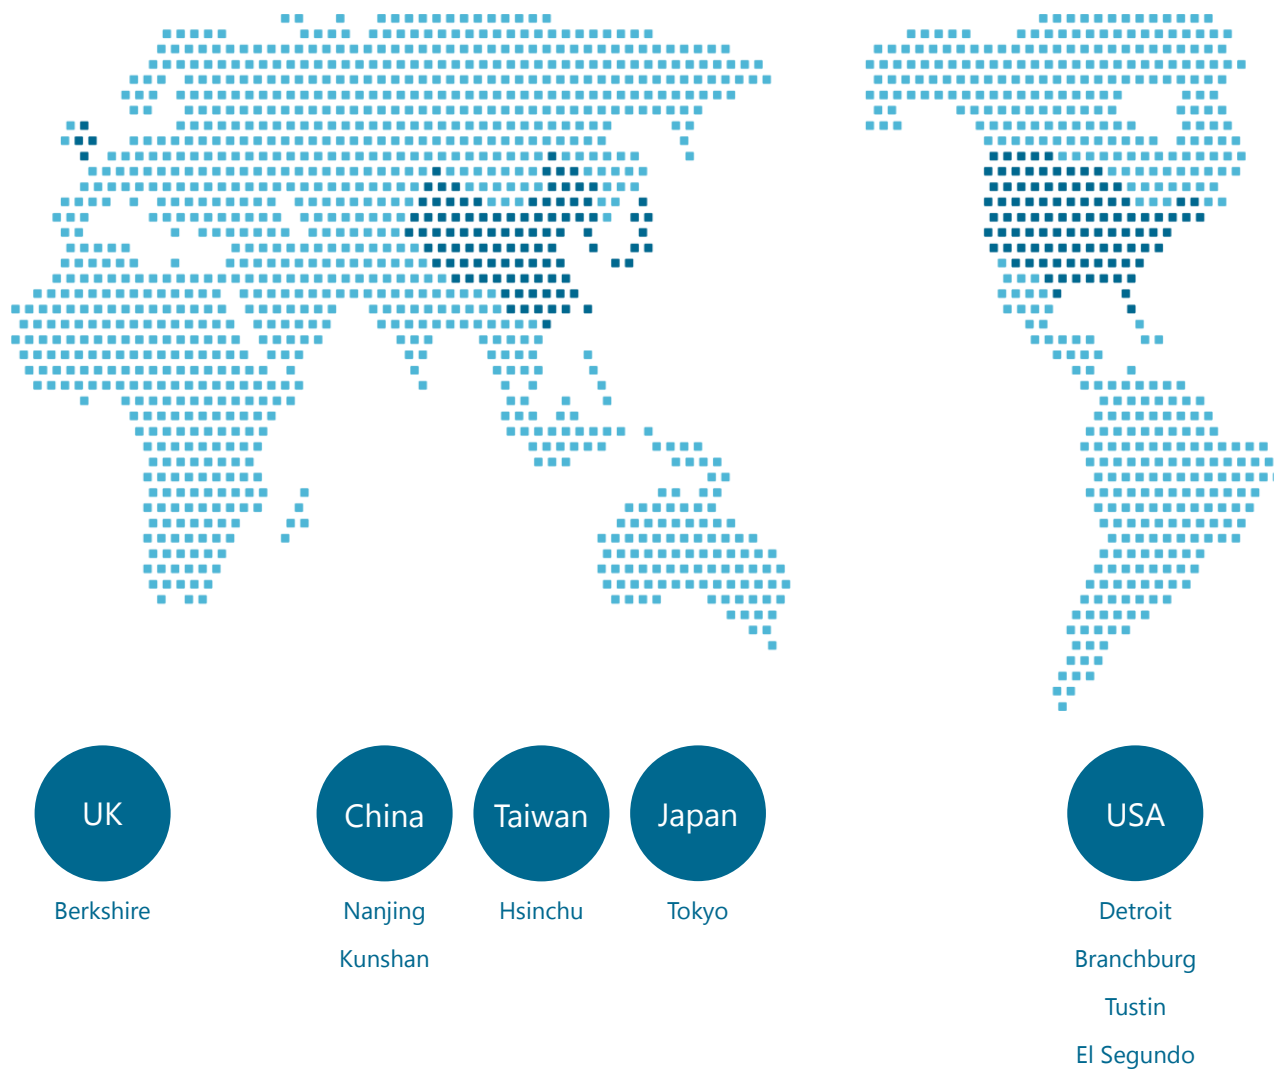 UK
Berkshire
China
Nanjing
Kunshan
Taiwan
Hsinchu
Japan
Tokyo
USA
Detroit
Branchburg
Tustin
El Segundo